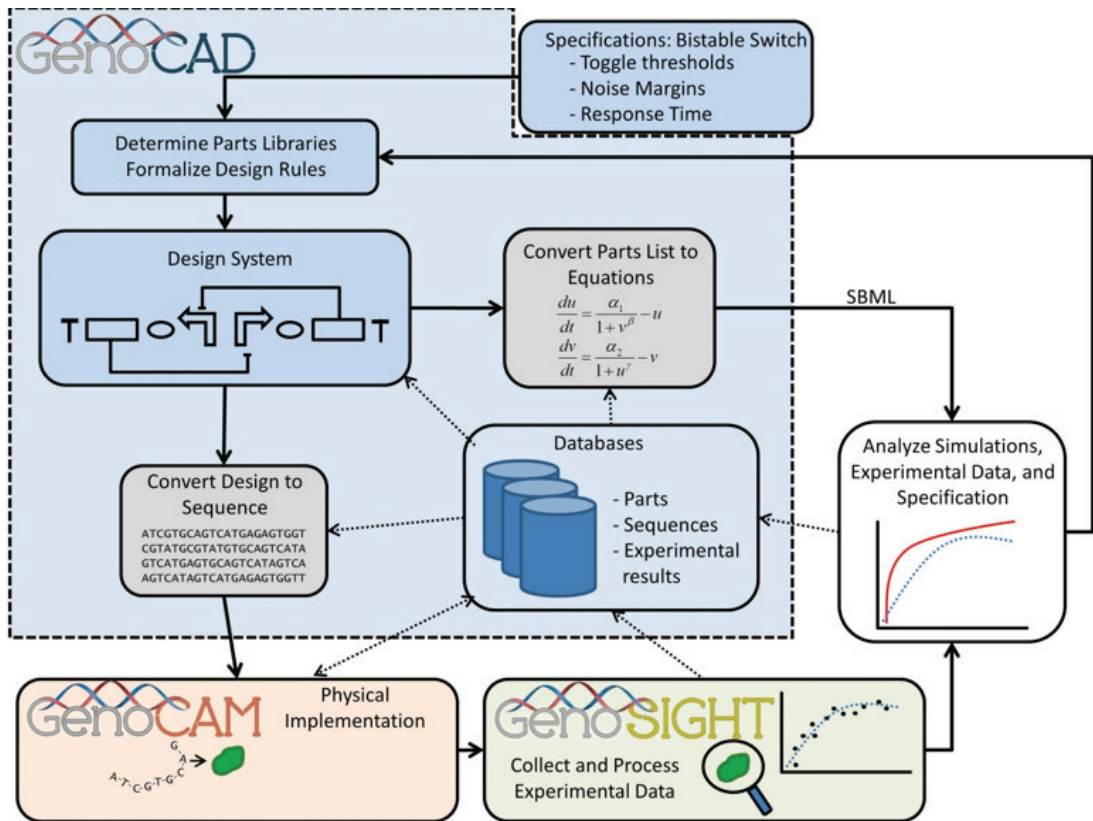 GenoCAD
Specifications: Bistable Switch
- Toggle thresholds
- Noise Margins
- Response Time
Determine Parts Libraries
Formalize Design Rules
Design System
Convert Parts List to
Equations
du/dt = α₁/(1 + v^β) − u
dv/dt = α₂/(1 + u^γ) − v
SBML
Convert Design to
Sequence
ATCGTGCAGTCATGAGAGTGGT
CGTATGCGTATGTGCAGTCATA
GTCATGAGTGCAGTCATAGTCA
AGTCATAGTCATGAGAGTGGTT
Databases
- Parts
- Sequences
- Experimental
results
Analyze Simulations,
Experimental Data, and
Specification
GenoCAM
Physical
Implementation
A T C G T G C A G
GenoSIGHT
Collect and Process
Experimental Data